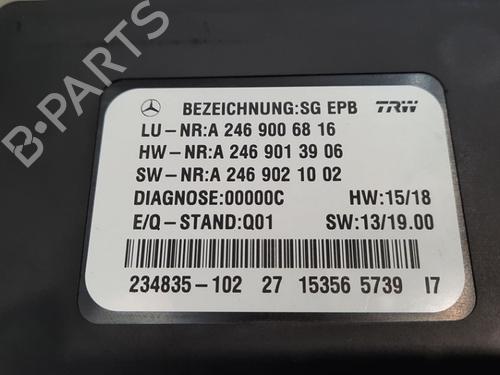 B-PARTS
BEZEICHNUNG:SG EPB TRW
LU-NR:A 246 900 68 16
HW-NR:A 246 901 39 06
SW-NR:A 246 902 10 02
DIAGNOSE:00000C HW:15/18
E/Q-STAND:Q01 SW:13/19.00
234835-102 27 15356 5739 I7